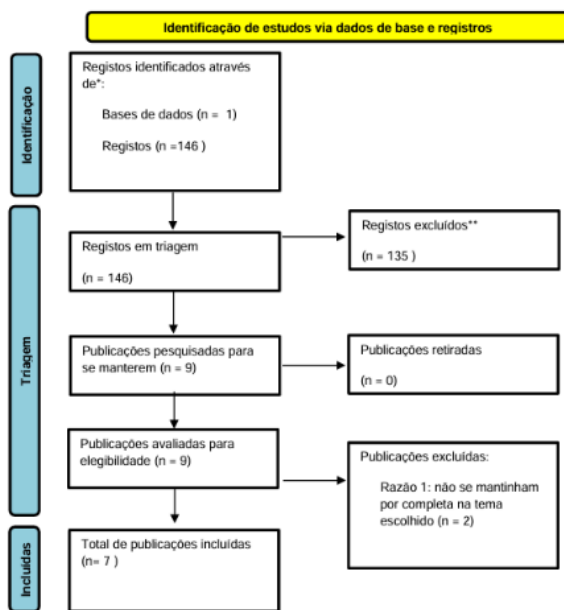 Identificação de estudos via dados de base e registros
Identificação
Registos identificados através
de*:
Bases de dados (n = 1)
Registos (n =146 )
Triagem
Registos em triagem
(n = 146)
Registos excluídos**
(n = 135 )
Publicações pesquisadas para
se manterem (n = 9)
Publicações retiradas
(n = 0)
Publicações avaliadas para
elegibilidade (n = 9)
Publicações excluídas:
Razão 1: não se mantinham
por completa na tema
escolhido (n = 2)
Incluídas
Total de publicações incluídas
(n= 7 )